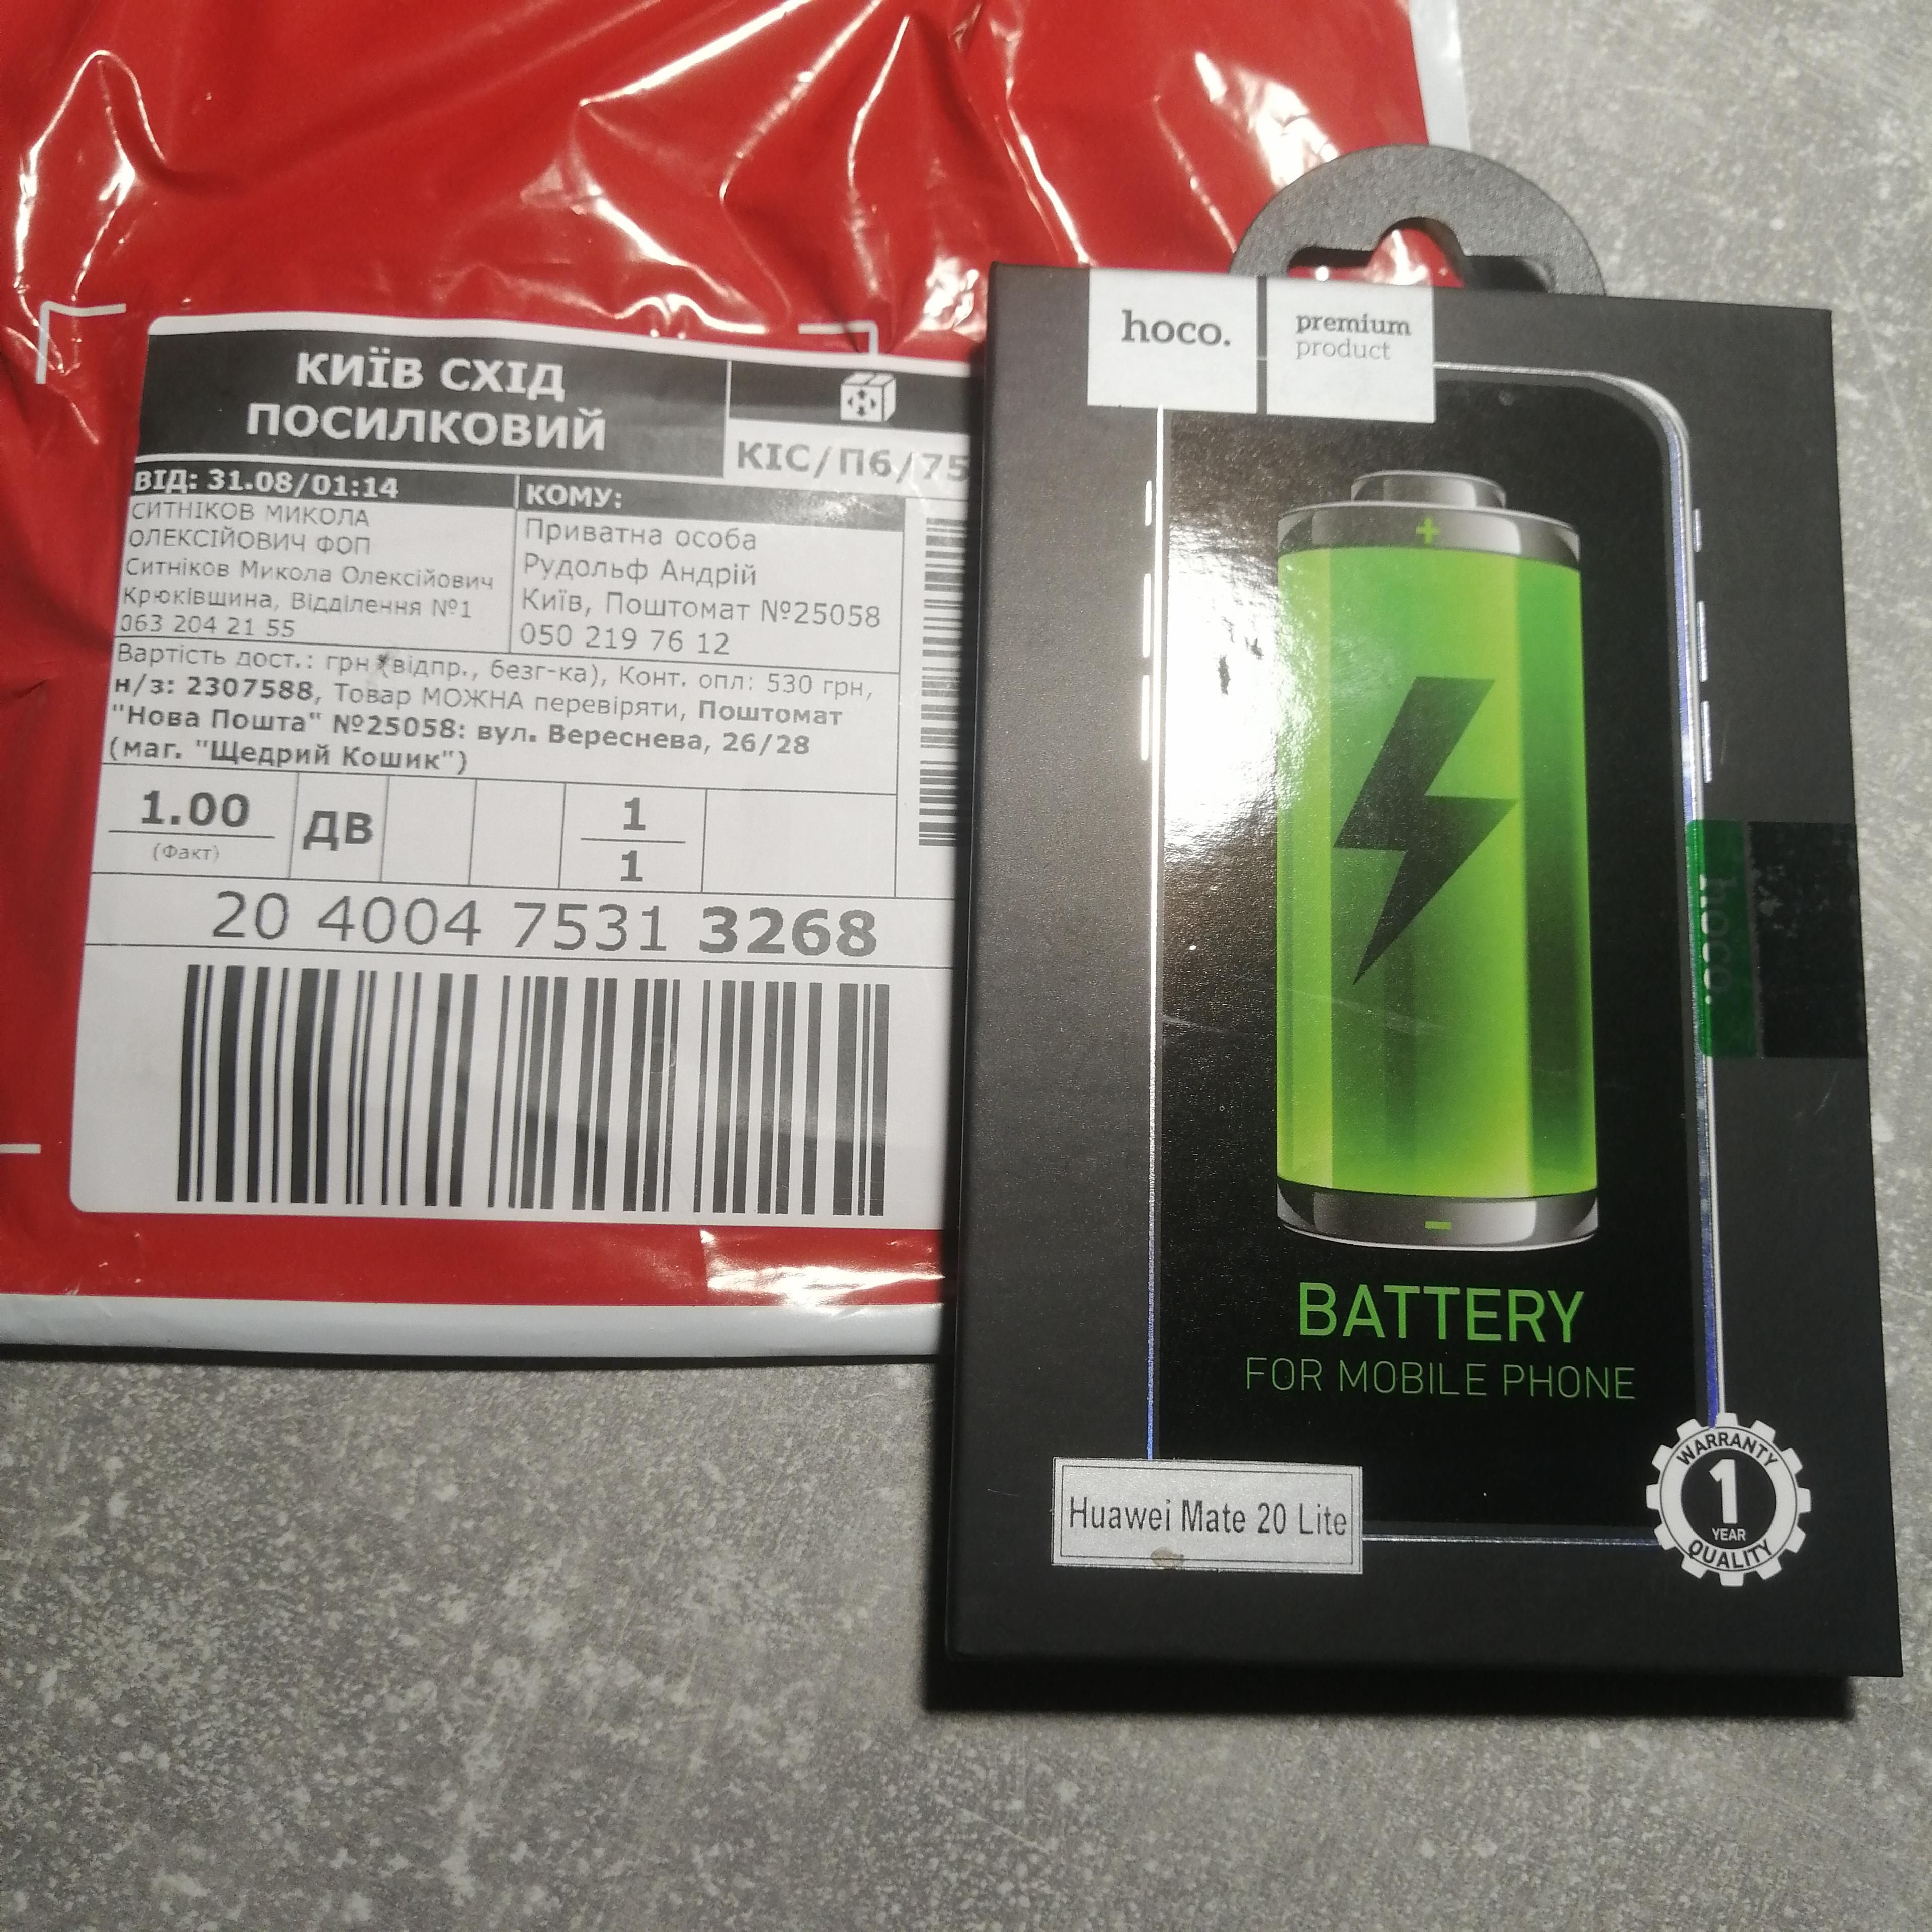 КИЇВ СХІД
ПОСИЛКОВИЙ
КІС/П6/75
ВІД: 31.08/01:14
СИТНІКОВ МИКОЛА
ОЛЕКСІЙОВИЧ ФОП
Ситніков Микола Олексійович
Крюківщина, Відділення №1
063 204 21 55
КОМУ:
Приватна особа
Рудольф Андрій
Київ, Поштомат №25058
050 219 76 12
Вартість дост.: грн (відпр., безг-ка), Конт. опл: 530 грн,
н/з: 2307588, Товар МОЖНА перевіряти, Поштомат
"Нова Пошта" №25058: вул. Вереснева, 26/28
(маг. "Щедрий Кошик")
1.00
(Факт)
ДВ
1
1
20 4004 7531 3268
hoco.
premium
product
+
-
hoco.
BATTERY
FOR MOBILE PHONE
Huawei Mate 20 Lite
WARRANTY
1
YEAR
QUALITY